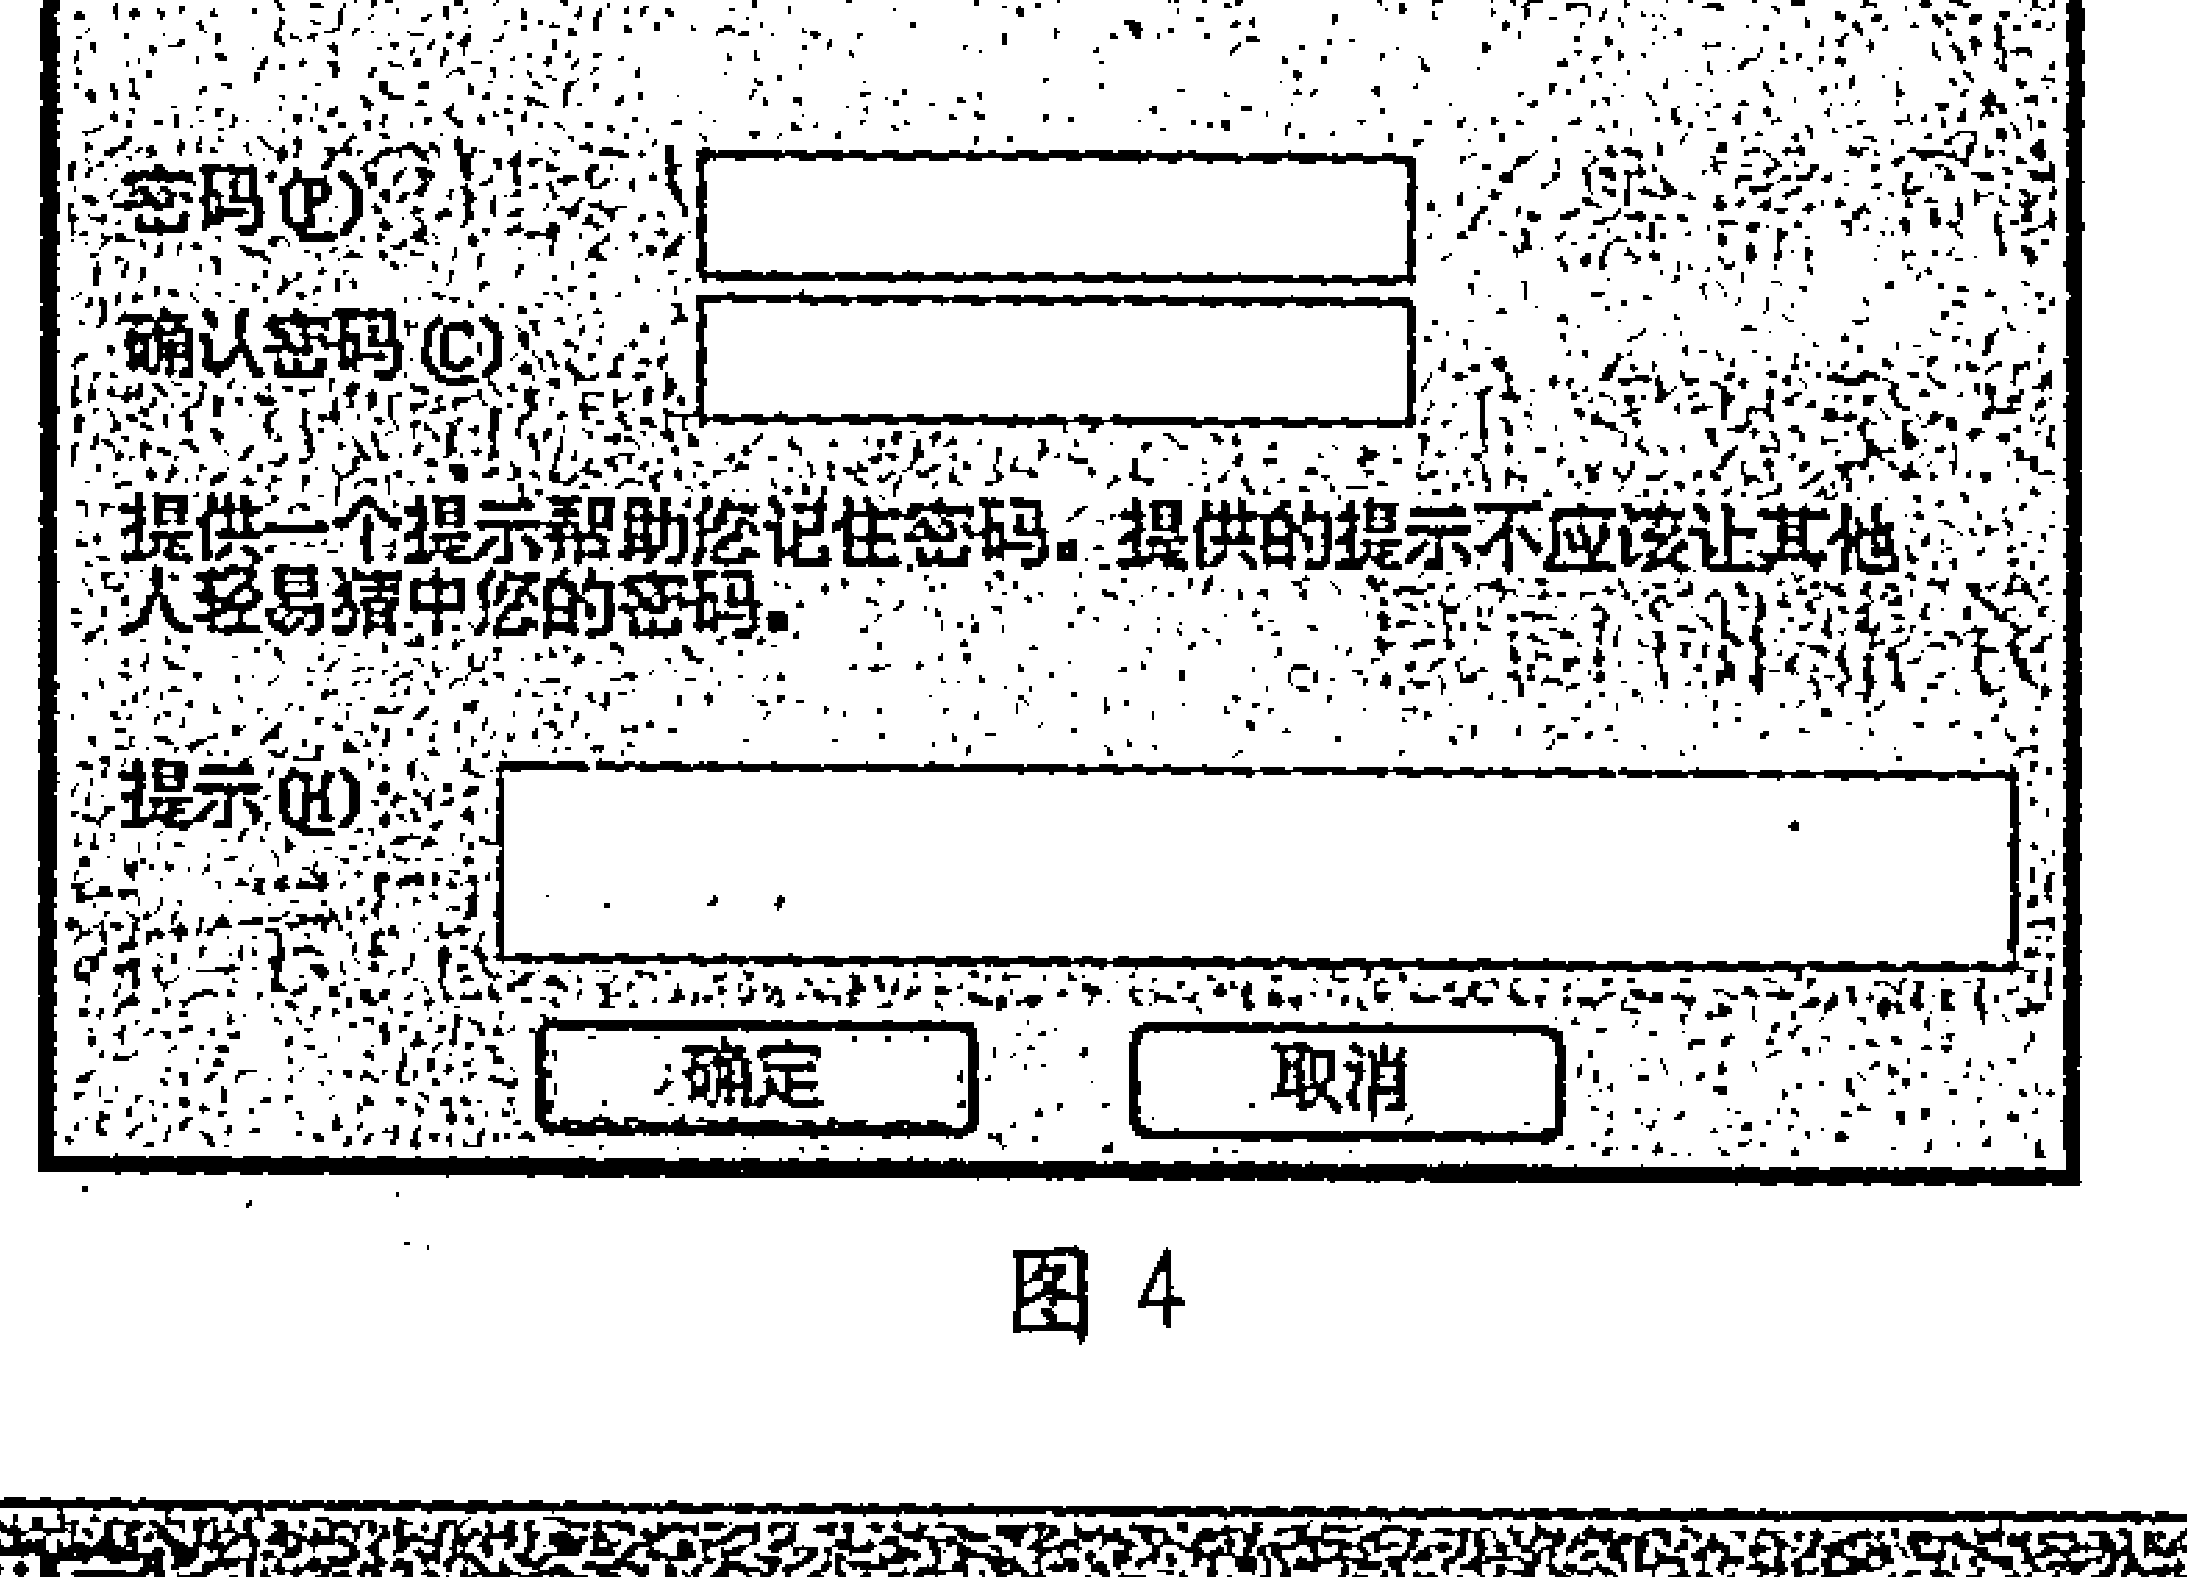 密码(P)
确认密码(C)
提供一个提示帮助您记住密码。提供的提示不应该让其他
人轻易猜中您的密码。
提示(H)
确定 取消
图 4